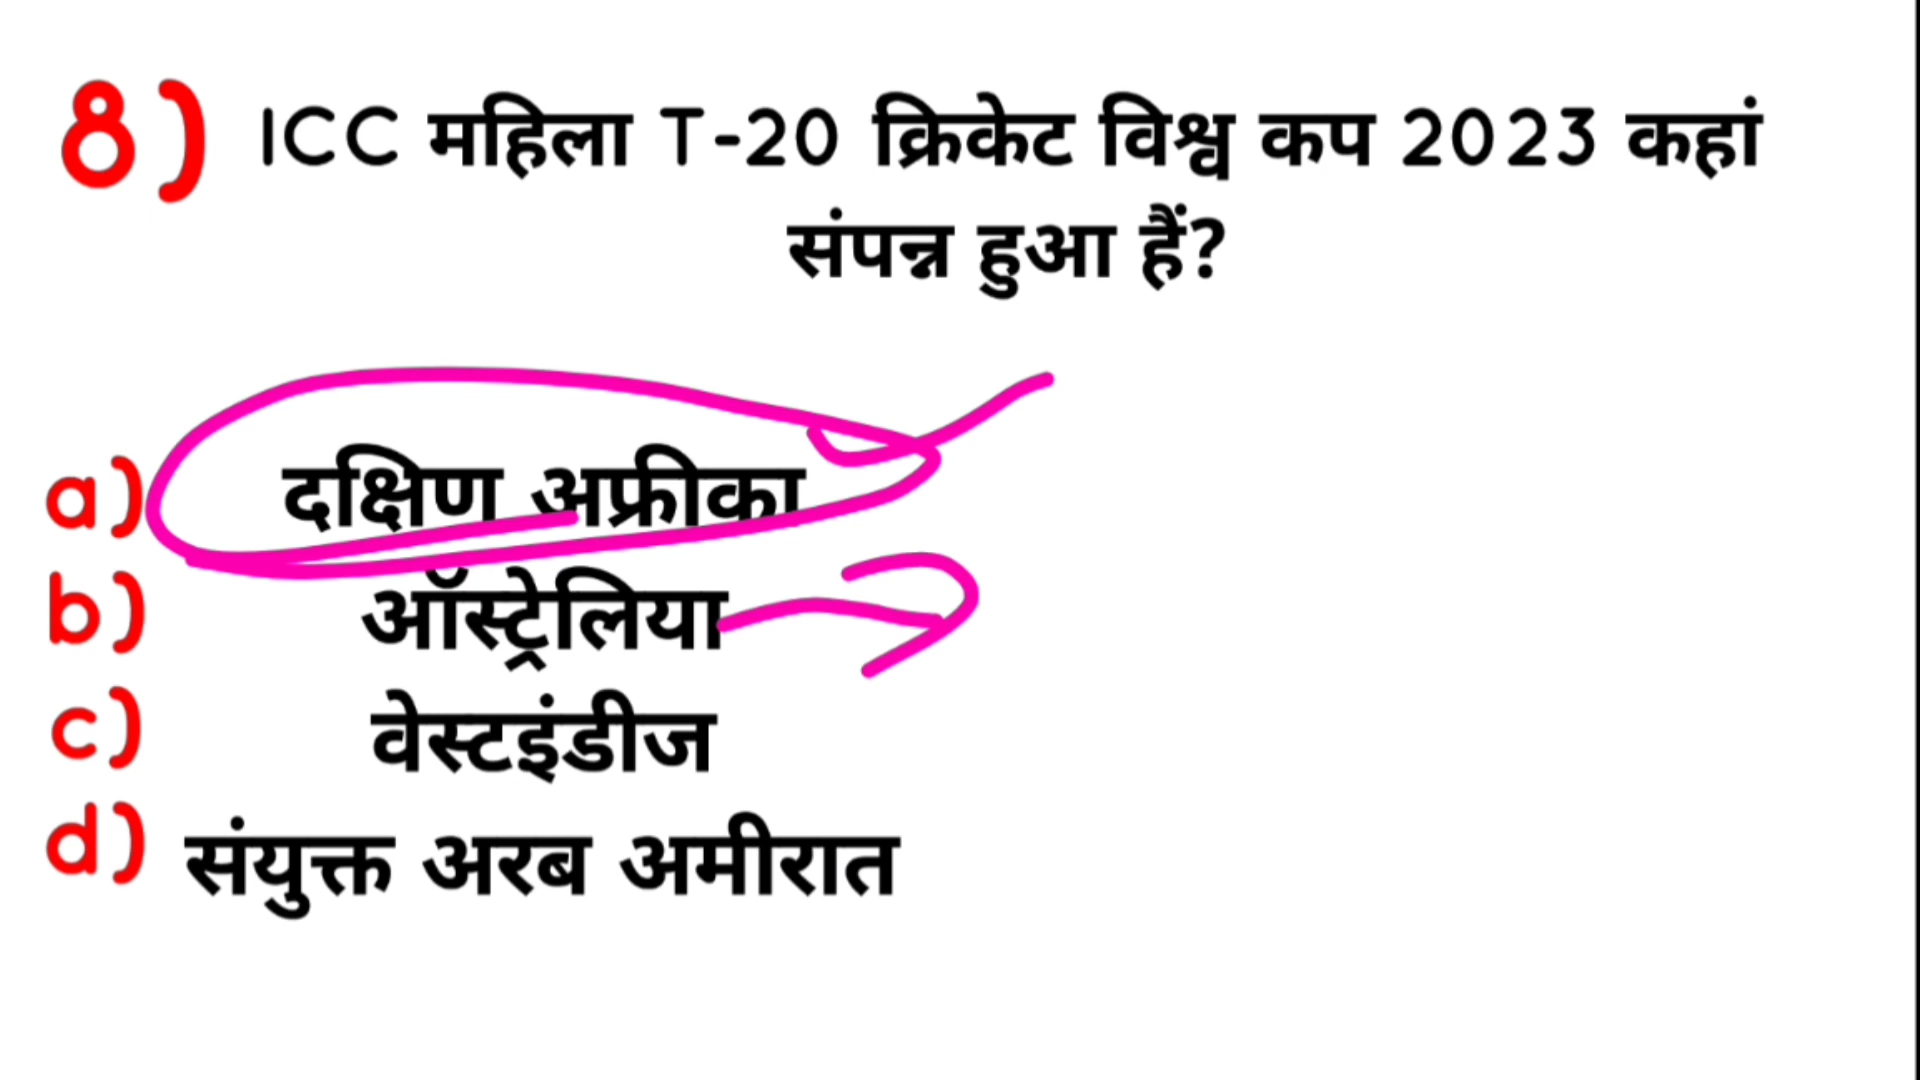 8) ICC महिला T-20 क्रिकेट विश्व कप 2023 कहां
संपन्न हुआ हैं?
a) दक्षिण अफ्रीका
b) ऑस्ट्रेलिया
c) वेस्टइंडीज
d) संयुक्त अरब अमीरात